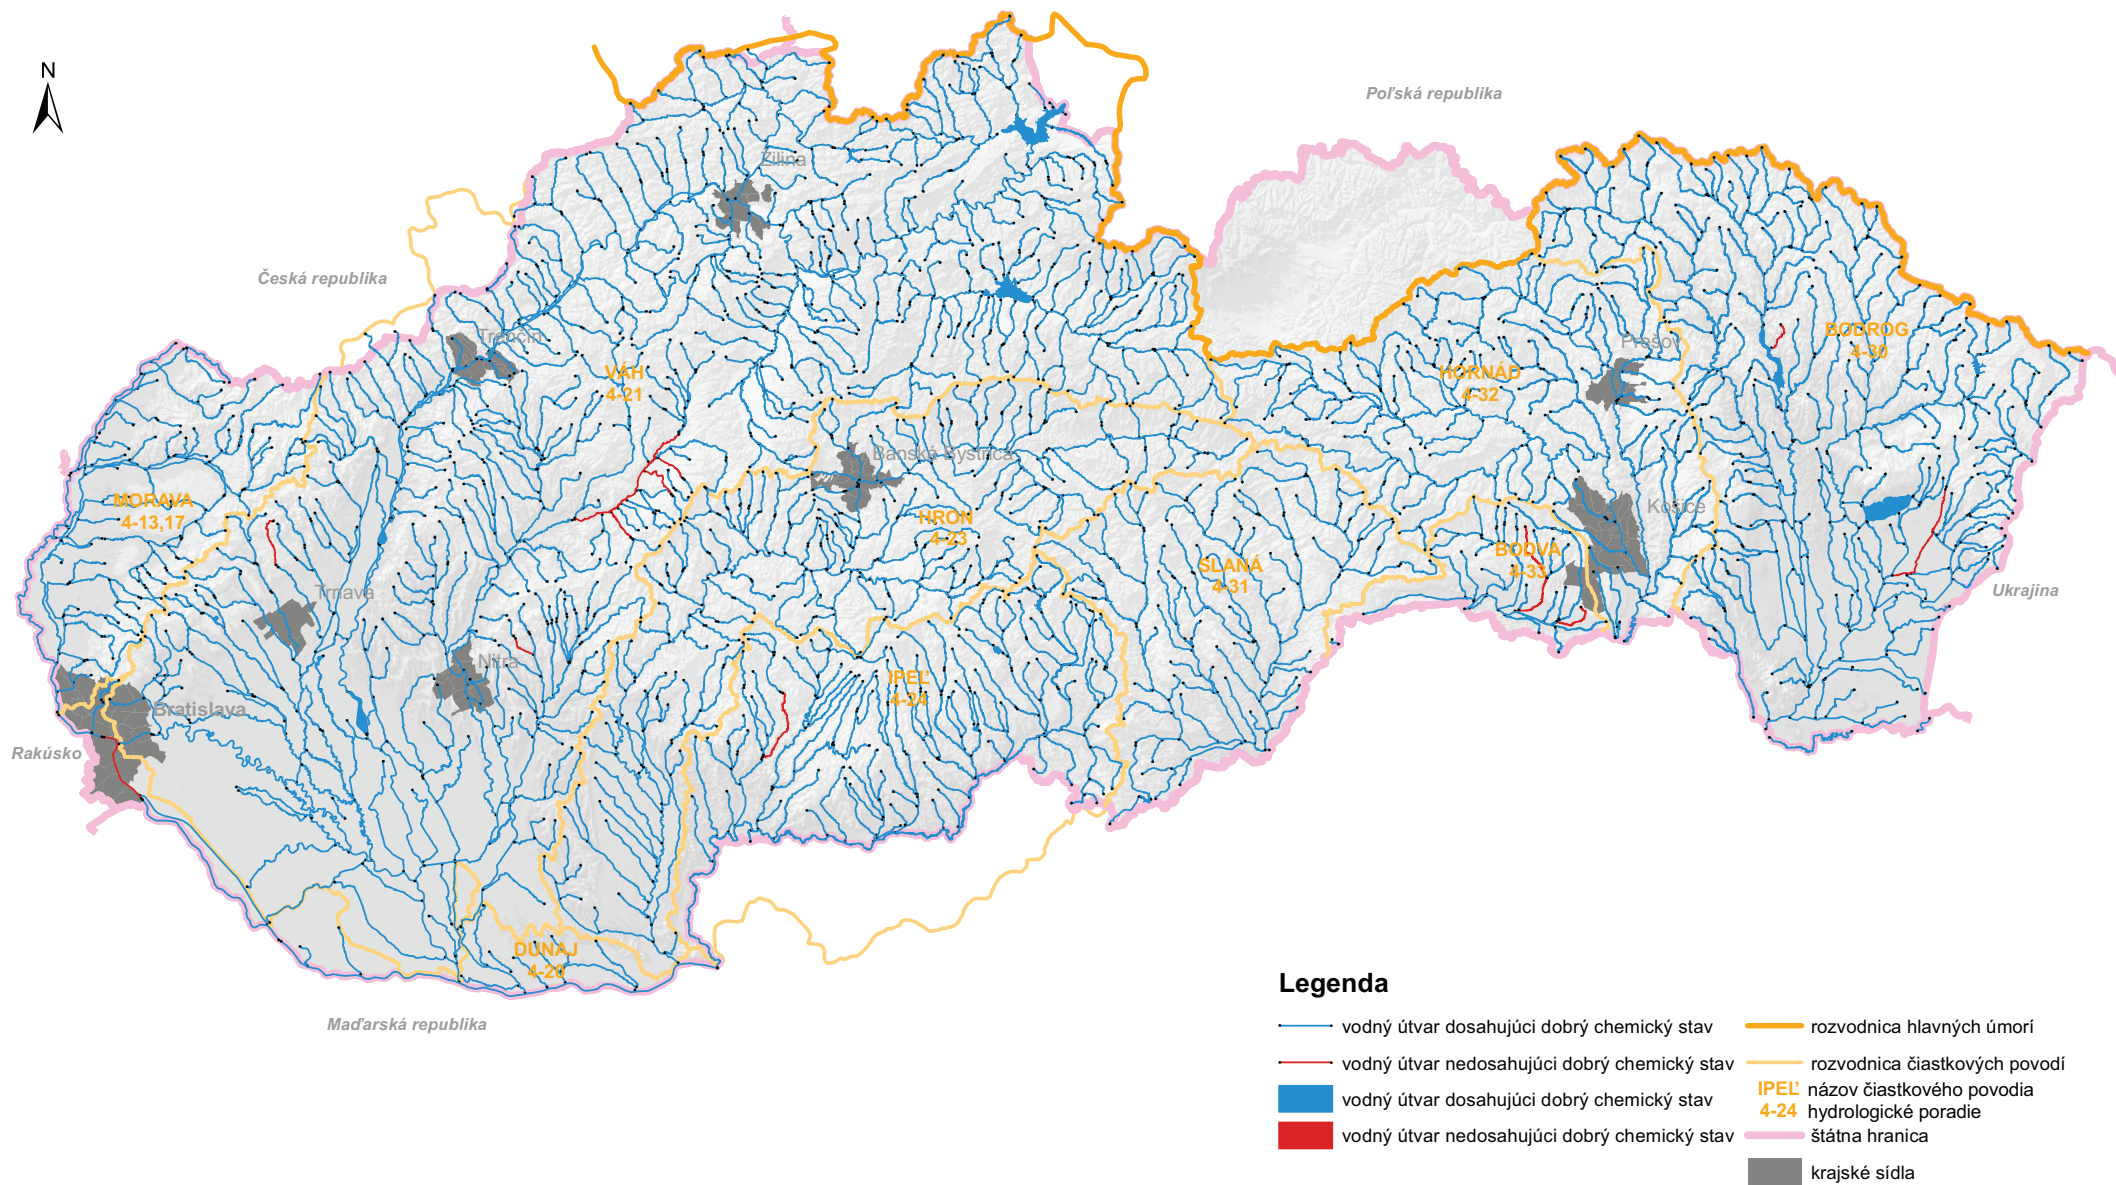 N
Poľská republika
Žilina
Česká republika
Trenčín
VÁH
4-21
Prešov
BODROG
4-30
HORNÁD
4-32
Banská Bystrica
MORAVA
4-13,17
HRON
4-23
Košice
BODVA
4-33
SLANÁ
4-31
Ukrajina
Trnava
Nitra
IPEĽ
4-24
Bratislava
Rakúsko
DUNAJ
4-20
Maďarská republika
Legenda
vodný útvar dosahujúci dobrý chemický stav
vodný útvar nedosahujúci dobrý chemický stav
vodný útvar dosahujúci dobrý chemický stav
vodný útvar nedosahujúci dobrý chemický stav
rozvodnica hlavných úmorí
rozvodnica čiastkových povodí
IPEĽ názov čiastkového povodia
4-24 hydrologické poradie
štátna hranica
krajské sídla